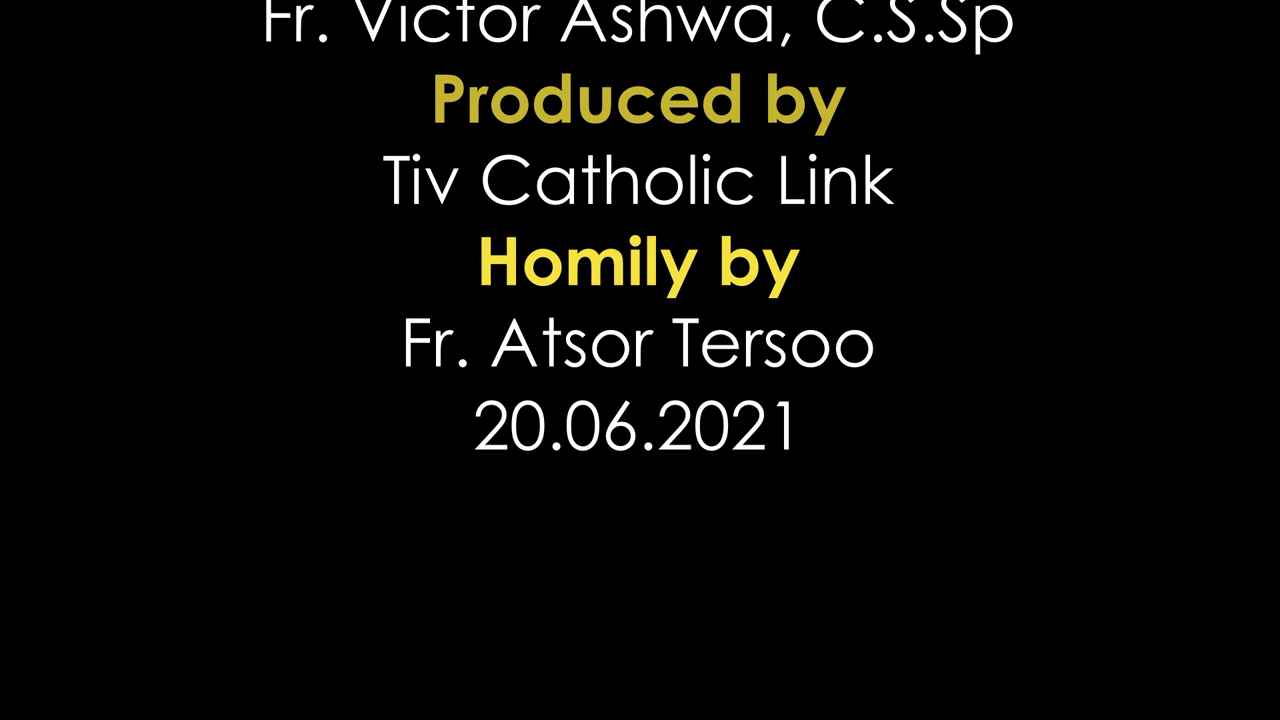 Fr. Victor Ashwa, C.S.Sp
Produced by
Tiv Catholic Link
Homily by
Fr. Atsor Tersoo
20.06.2021